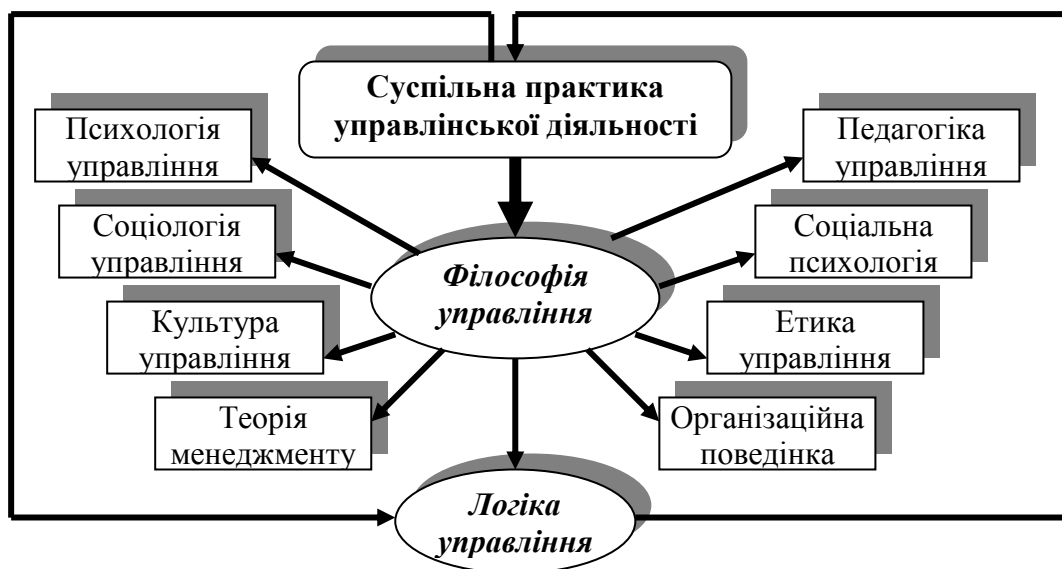 Суспільна практика
управлінської діяльності
Психологія
управління
Педагогіка
управління
Соціологія
управління
Соціальна
психологія
Філософія
управління
Культура
управління
Етика
управління
Теорія
менеджменту
Організаційна
поведінка
Логіка
управління